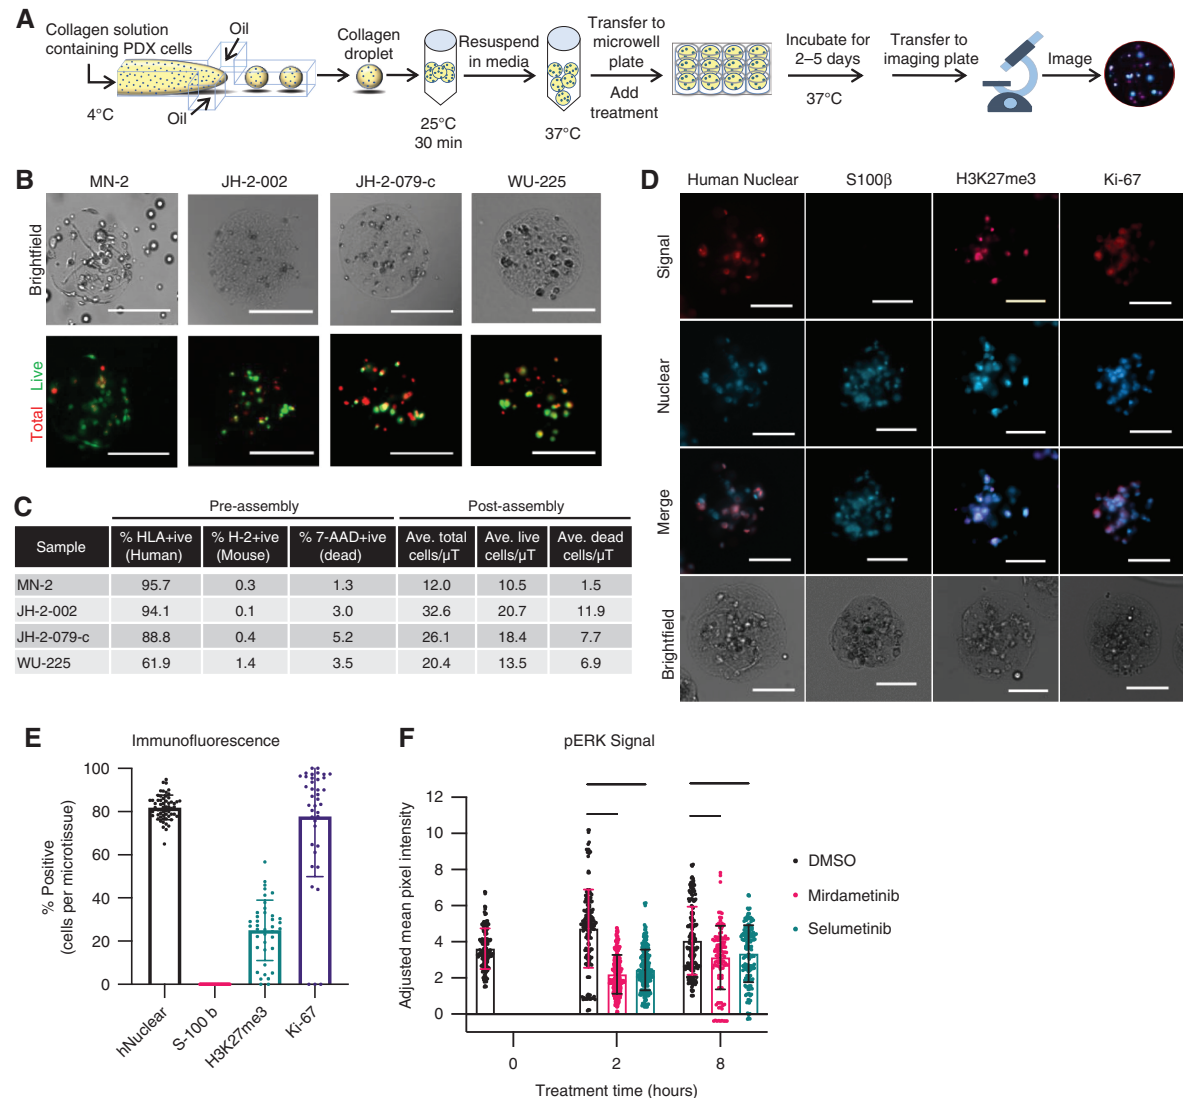 A
Collagen solution
containing PDX cells
Oil
Oil
4°C
Collagen
droplet
25°C
30 min
Resuspend
in media
37°C
Transfer to
microwell
plate
Add
treatment
Incubate for
2–5 days
37°C
Transfer to
imaging plate
Image
B
MN-2 JH-2-002 JH-2-079-c WU-225
Brightfield
Total Live
C
Pre-assembly Post-assembly
Sample % HLA+ive (Human) % H-2+ive (Mouse) % 7-AAD+ive (dead) Ave. total cells/µT Ave. live cells/µT Ave. dead cells/µT
MN-2 95.7 0.3 1.3 12.0 10.5 1.5
JH-2-002 94.1 0.1 3.0 32.6 20.7 11.9
JH-2-079-c 88.8 0.4 5.2 26.1 18.4 7.7
WU-225 61.9 1.4 3.5 20.4 13.5 6.9
D
Human Nuclear S100β H3K27me3 Ki-67
Signal
Nuclear
Merge
Brightfield
E
Immunofluorescence
% Positive
(cells per microtissue)
100
80
60
40
20
0
hNuclear S-100 b H3K27me3 Ki-67
F
pERK Signal
Adjusted mean pixel intensity
12
10
8
6
4
2
0
0 2 8
Treatment time (hours)
DMSO
Mirdametinib
Selumetinib